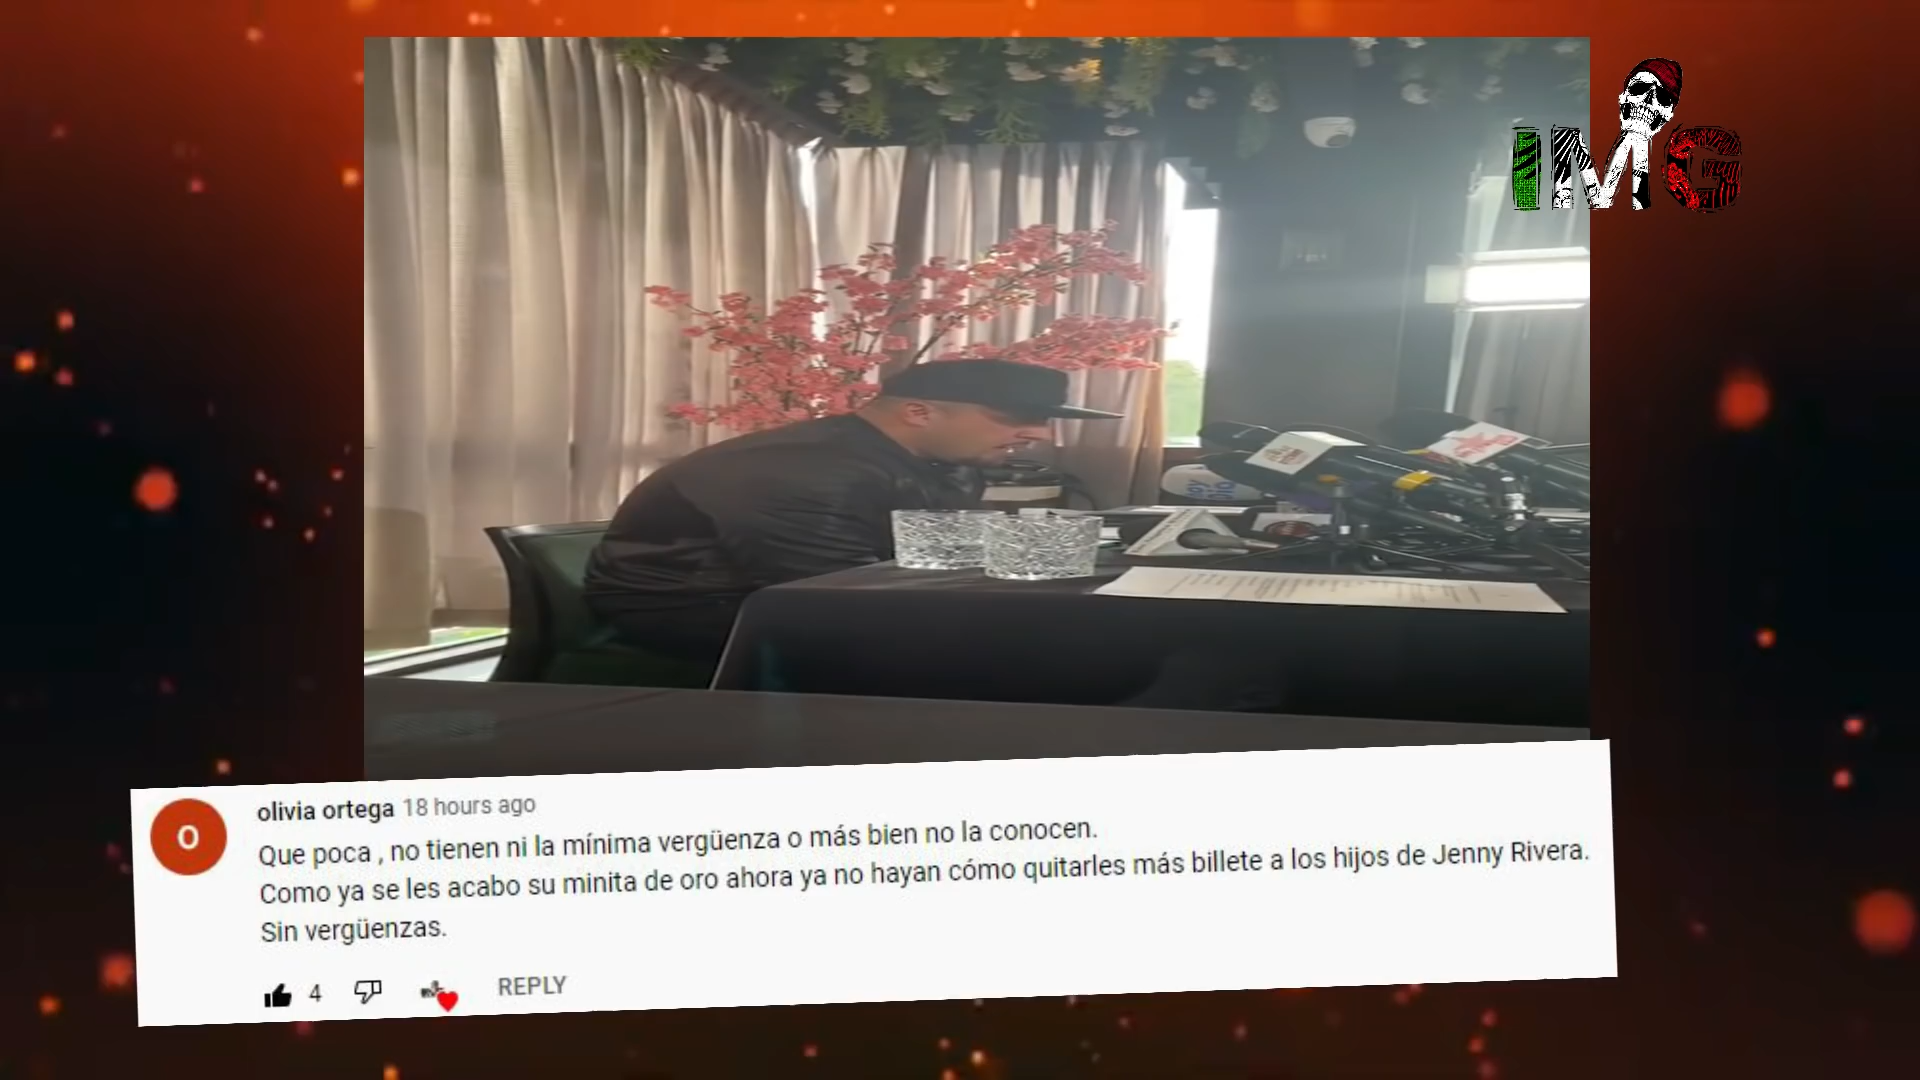 IMG
olivia ortega 18 hours ago
Que poca , no tienen ni la mínima vergüenza o más bien no la conocen.
Como ya se les acabo su minita de oro ahora ya no hayan cómo quitarles más billete a los hijos de Jenny Rivera.
Sin vergüenzas.
4
REPLY